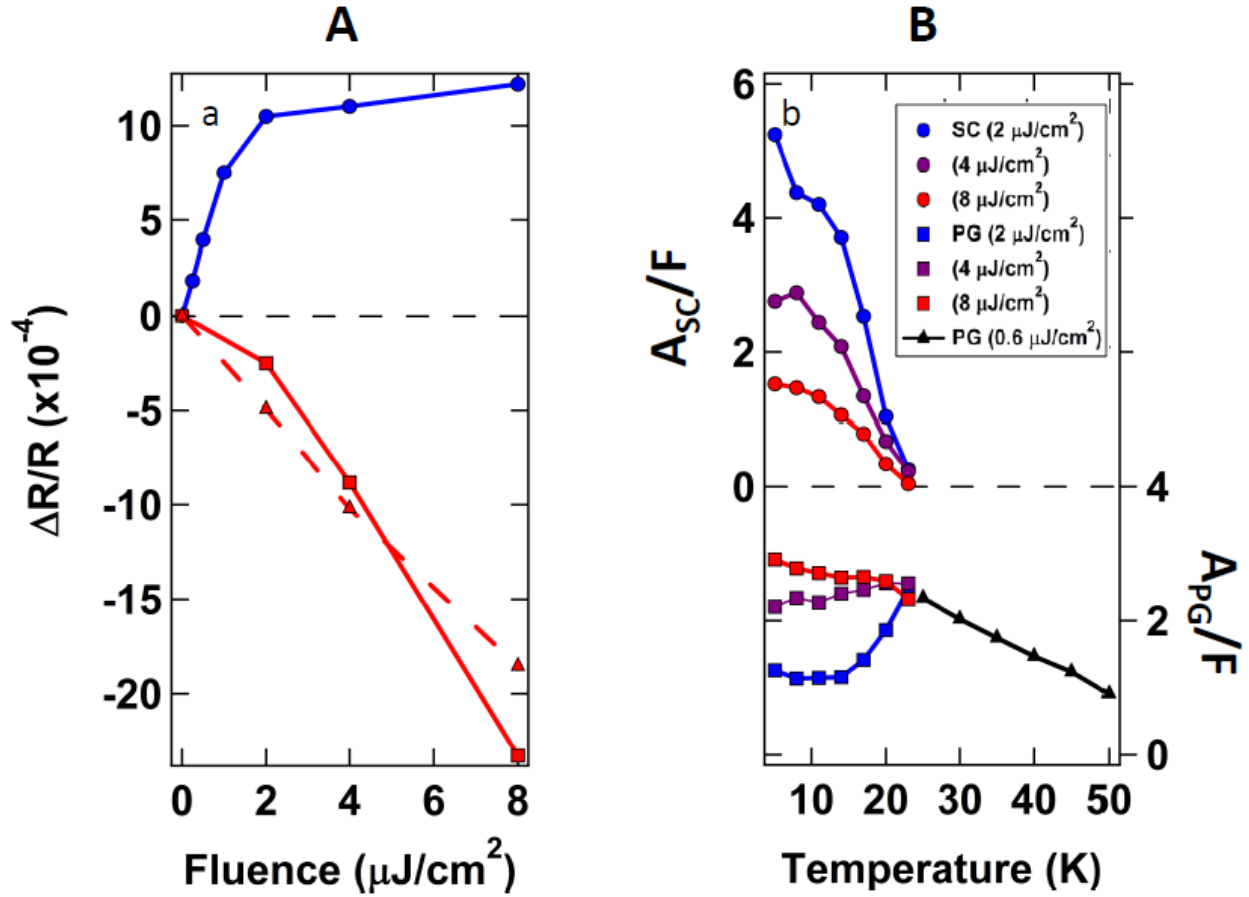 A
B
a
10
5
0
-5
-10
-15
-20
ΔR/R (x10⁻⁴)
0 2 4 6 8
Fluence (μJ/cm²)
b
6
4
2
0
A_SC/F
SC (2 μJ/cm²)
(4 μJ/cm²)
(8 μJ/cm²)
PG (2 μJ/cm²)
(4 μJ/cm²)
(8 μJ/cm²)
PG (0.6 μJ/cm²)
4
2
0
A_PG/F
10 20 30 40 50
Temperature (K)